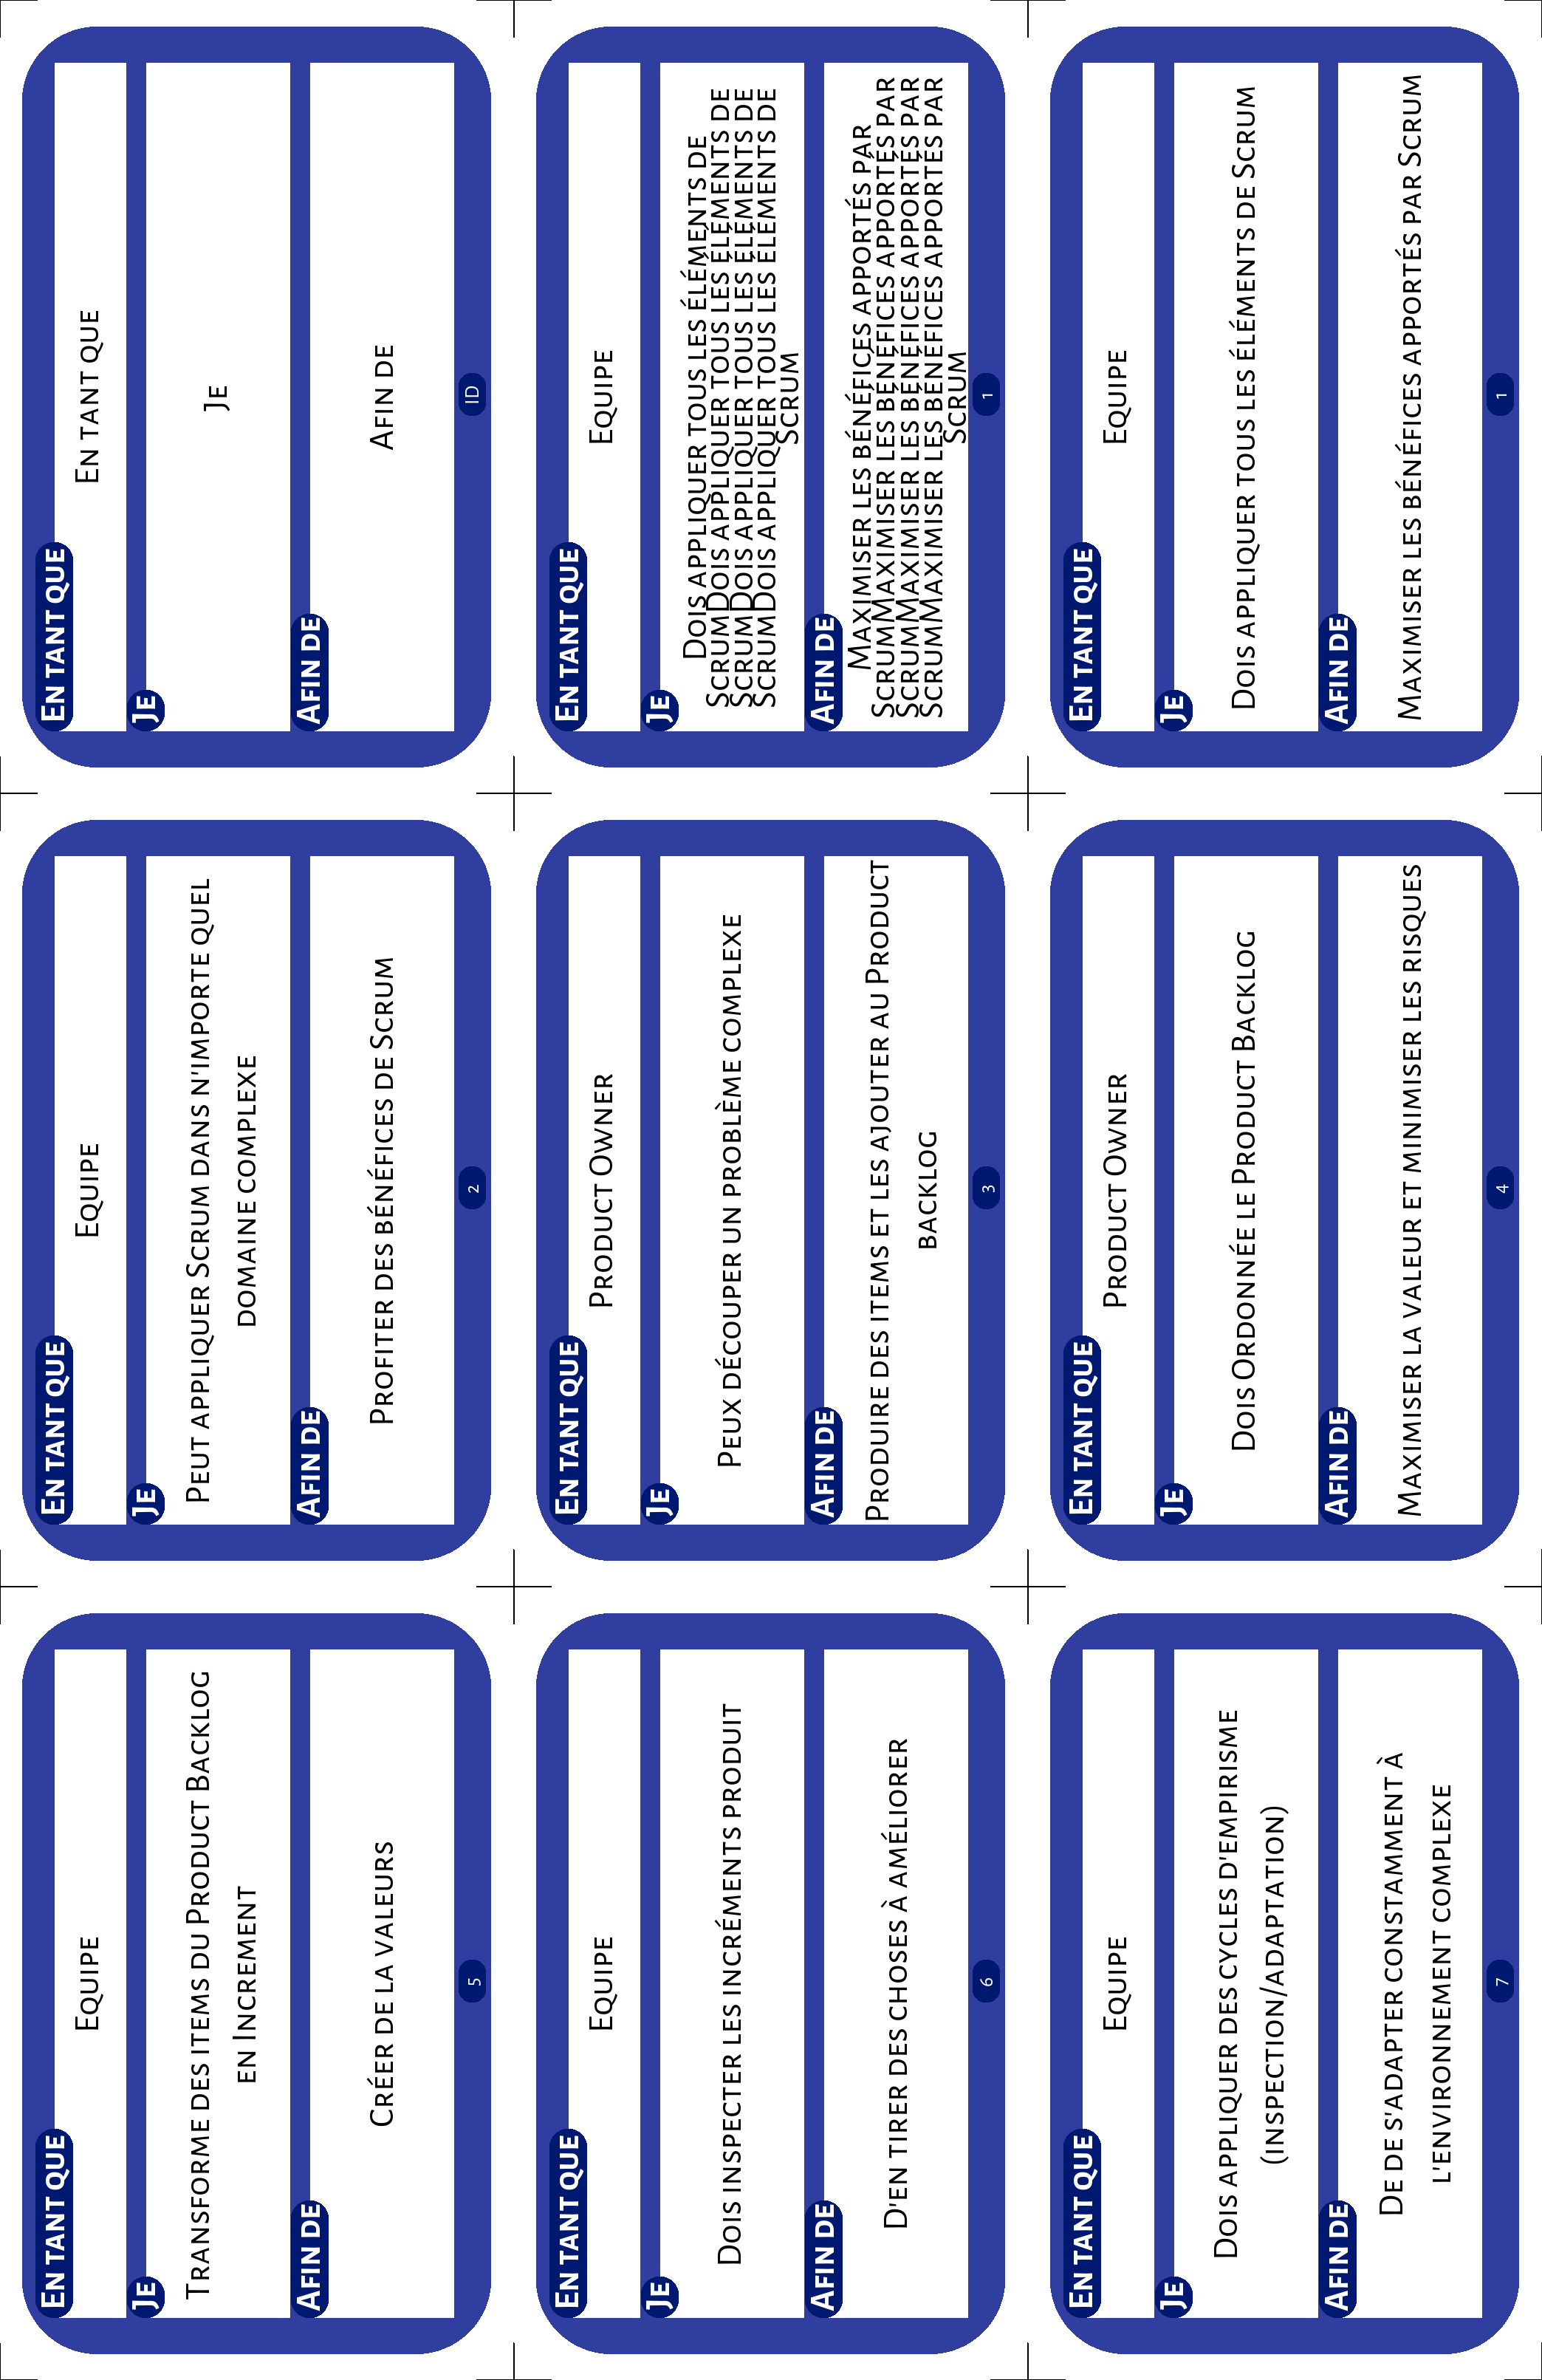 En tant que
En tant que
Je
Je
Afin de
Afin de
ID
En tant que
Equipe
Je
Dois appliquer tous les éléments de
ScrumDois appliquer tous les éléments de
ScrumDois appliquer tous les éléments de
ScrumDois appliquer tous les éléments de
Scrum
Afin de
Maximiser les bénéfices apportés par
ScrumMaximiser les bénéfices apportés par
ScrumMaximiser les bénéfices apportés par
ScrumMaximiser les bénéfices apportés par
Scrum
1
En tant que
Equipe
Je
Dois appliquer tous les éléments de Scrum
Afin de
Maximiser les bénéfices apportés par Scrum
1
En tant que
Equipe
Je
Peut appliquer Scrum dans n'importe quel
domaine complexe
Afin de
Profiter des bénéfices de Scrum
2
En tant que
Product Owner
Je
Peux découper un problème complexe
Afin de
Produire des items et les ajouter au Product
backlog
3
En tant que
Product Owner
Je
Dois Ordonnée le Product Backlog
Afin de
Maximiser la valeur et minimiser les risques
4
En tant que
Equipe
Je
Transforme des items du Product Backlog
en Increment
Afin de
Créer de la valeurs
5
En tant que
Equipe
Je
Dois inspecter les incréments produit
Afin de
D'en tirer des choses à améliorer
6
En tant que
Equipe
Je
Dois appliquer des cycles d'empirisme
(inspection/adaptation)
Afin de
De de s'adapter constamment à
l'environnement complexe
7